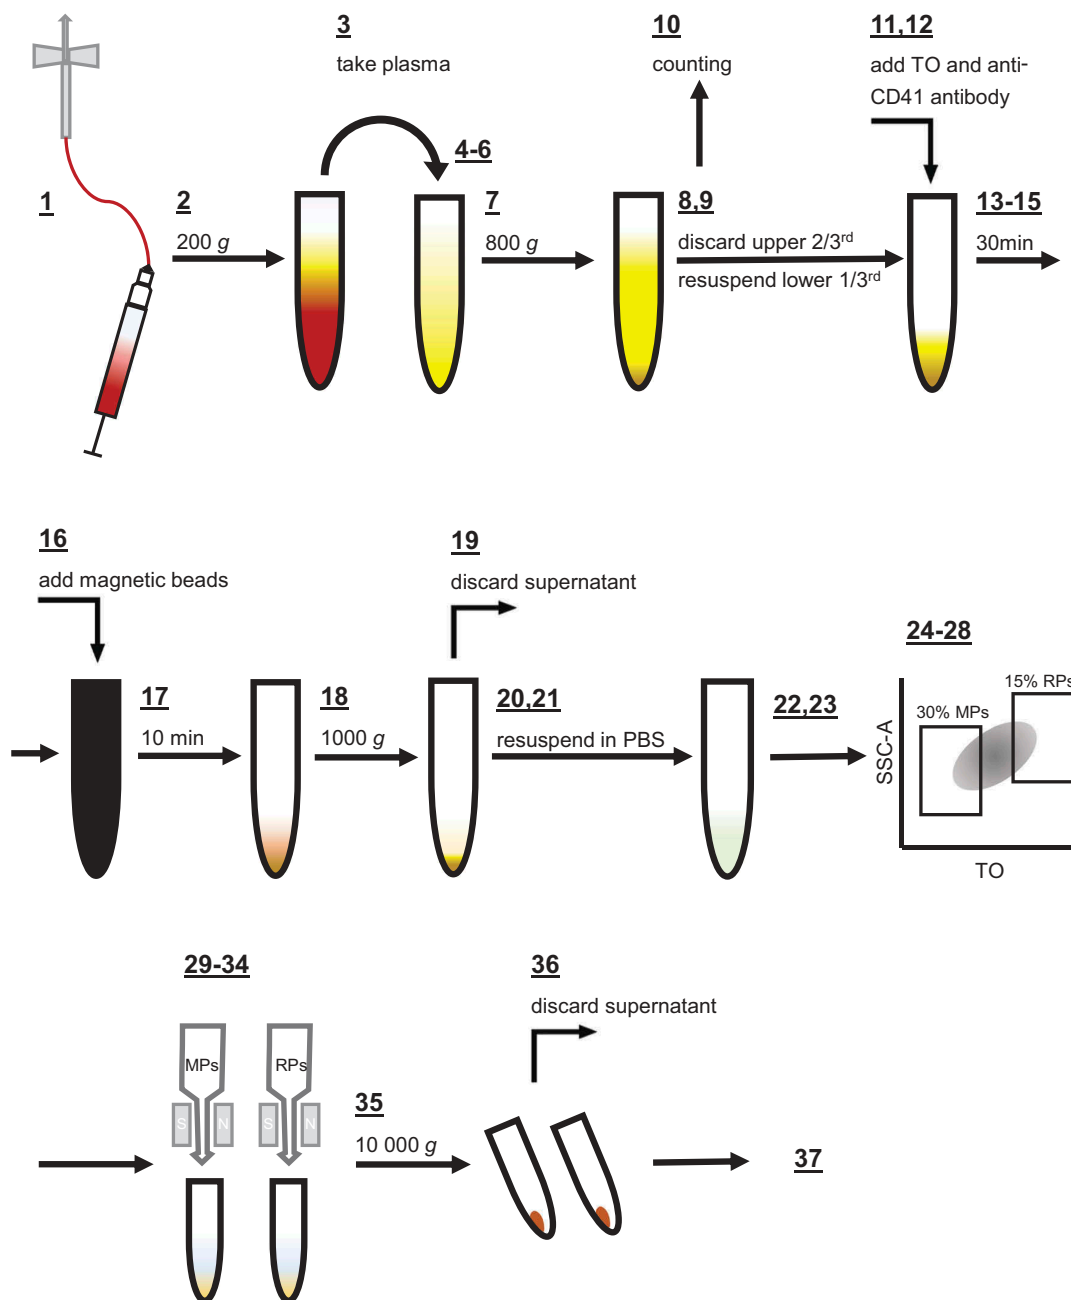 3
take plasma
10
counting
11,12
add TO and anti-
CD41 antibody
1
2
200 g
4-6
7
800 g
8,9
discard upper 2/3rd
resuspend lower 1/3rd
13-15
30min
16
add magnetic beads
17
10 min
18
1000 g
19
discard supernatant
20,21
resuspend in PBS
22,23
24-28
15% RPs
30% MPs
SSC-A
TO
29-34
MPs
RPs
S N
S N
35
10 000 g
36
discard supernatant
37